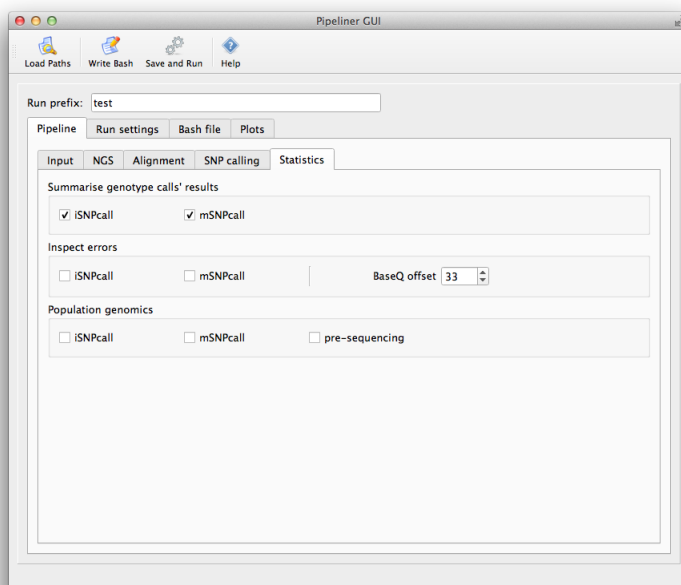 Pipeliner GUI
Load Paths Write Bash Save and Run Help
Run prefix: test
Pipeline Run settings Bash file Plots
Input NGS Alignment SNP calling Statistics
Summarise genotype calls' results
iSNPcall mSNPcall
Inspect errors
iSNPcall mSNPcall BaseQ offset 33
Population genomics
iSNPcall mSNPcall pre-sequencing